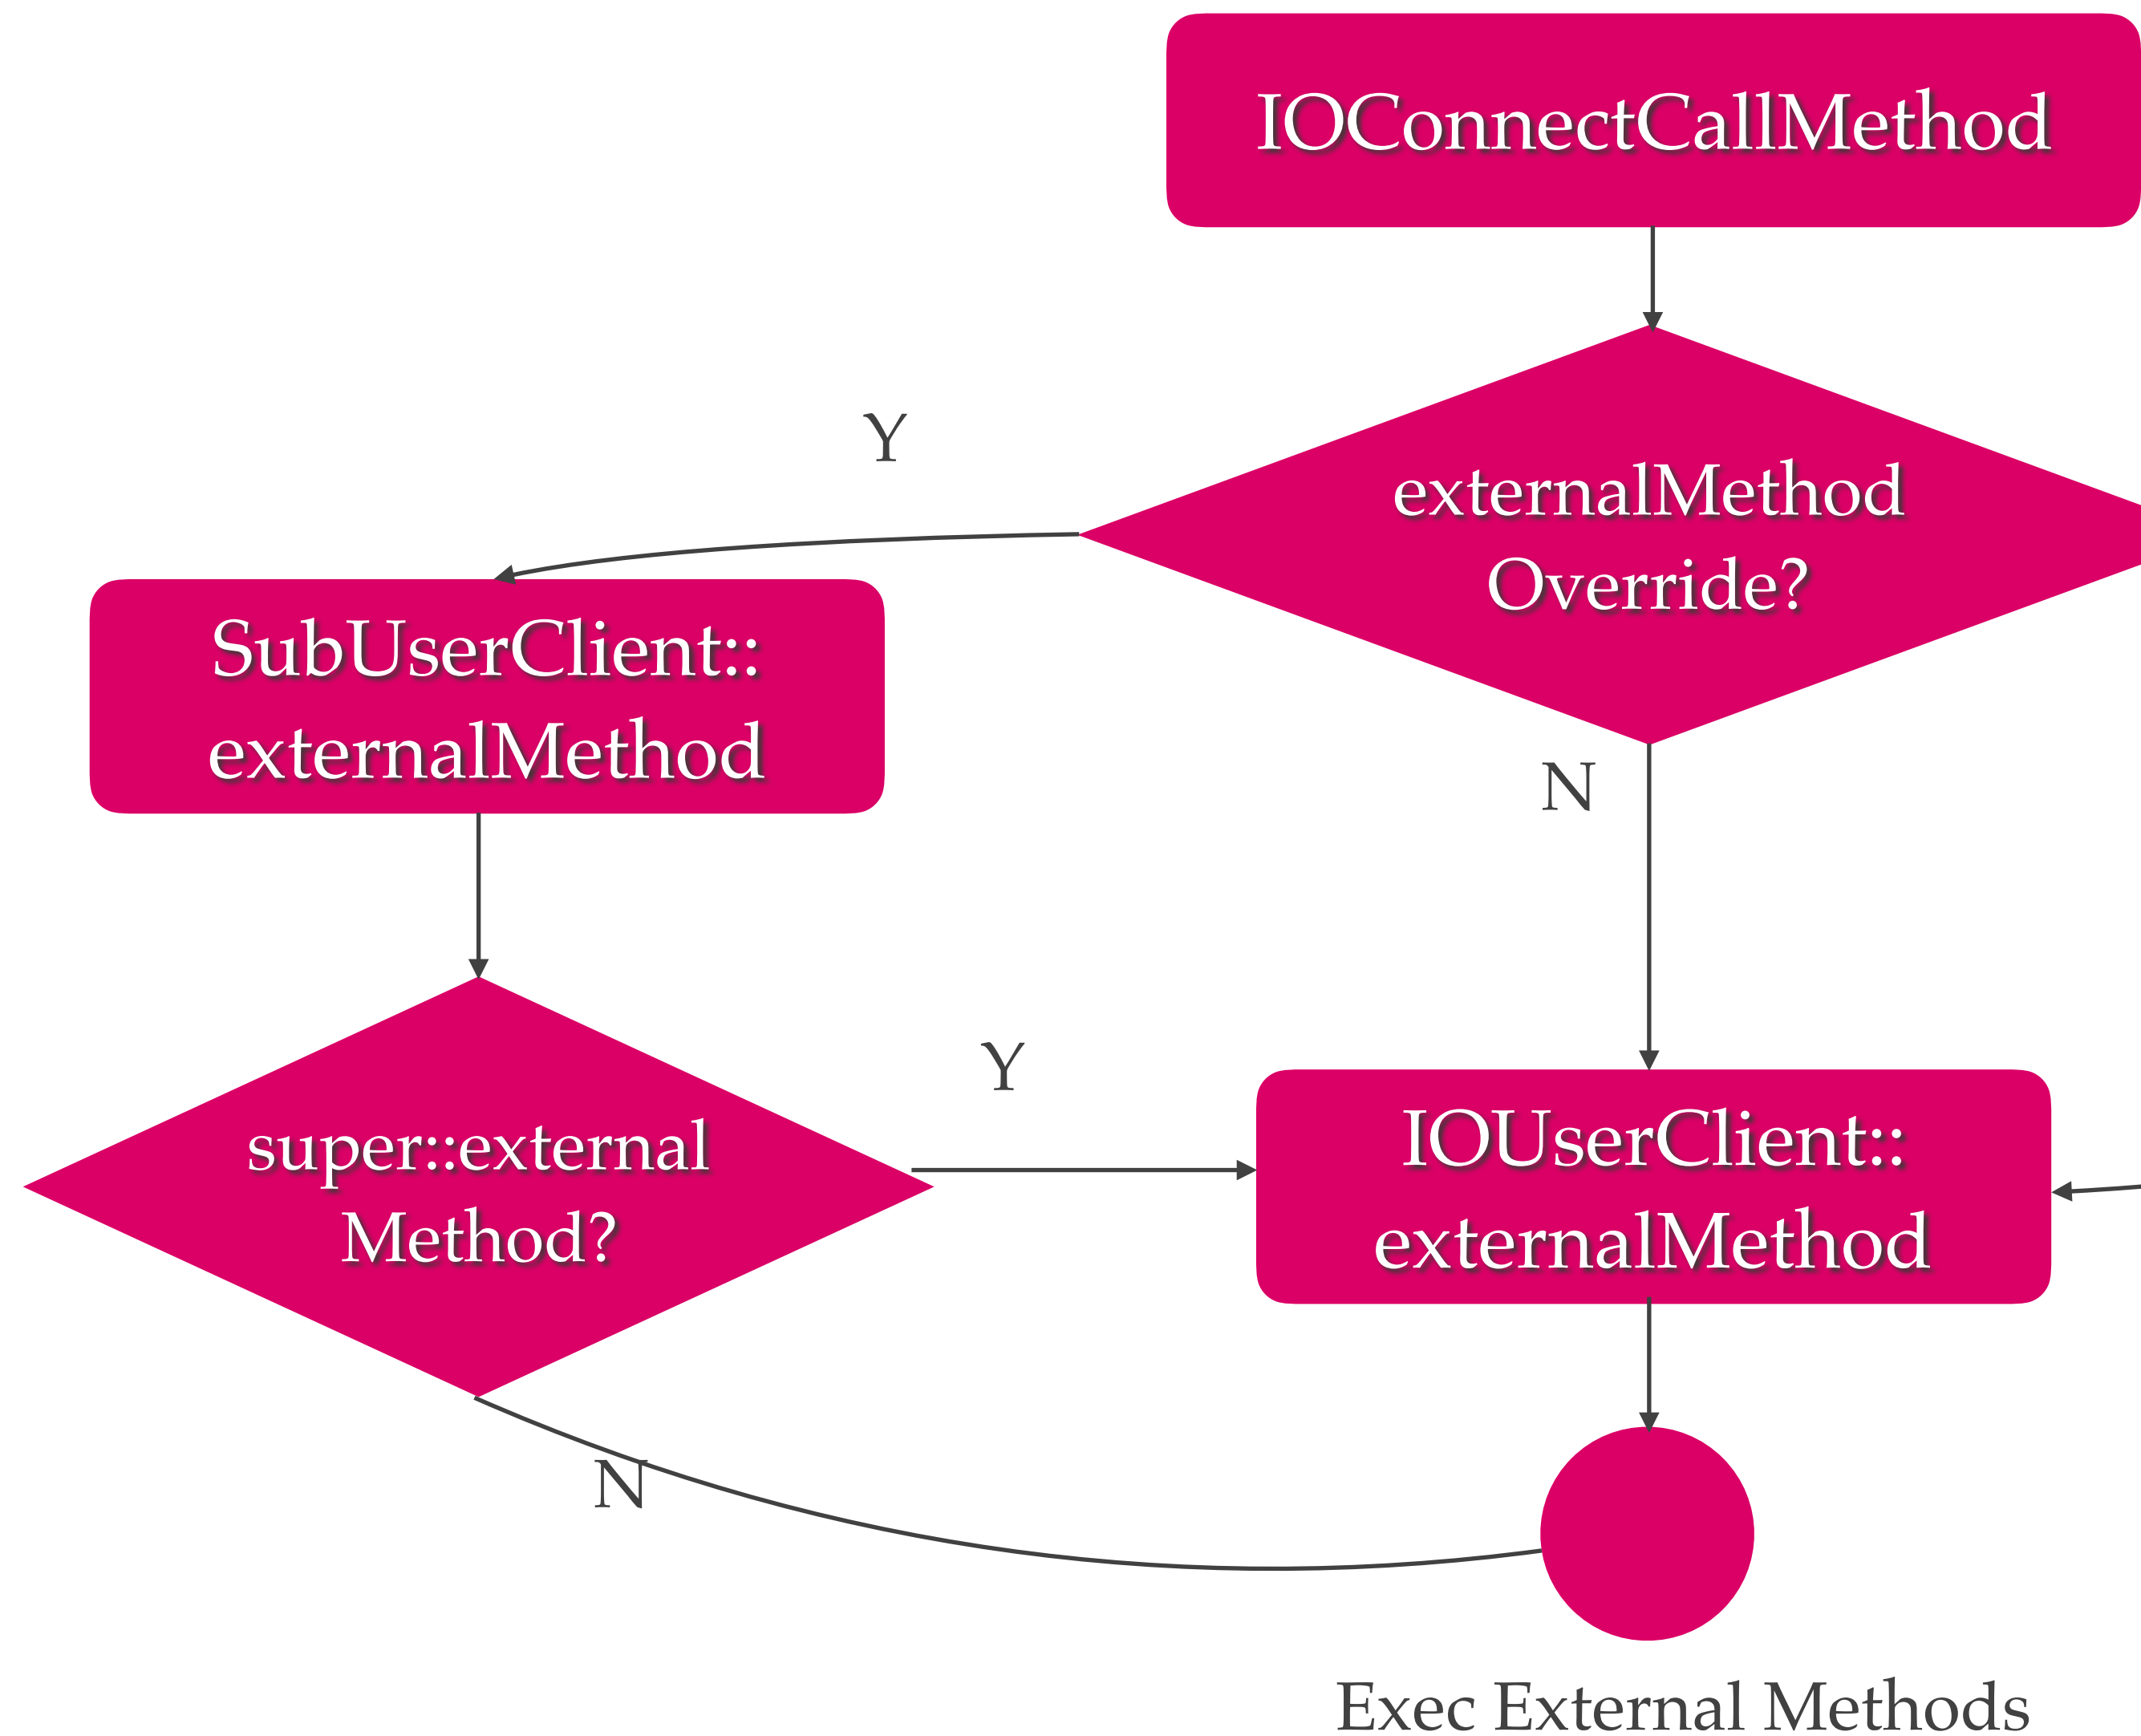 IOConnectCallMethod
Y
externalMethod
Override?
SubUserClient::
externalMethod
N
Y
super::external
Method?
IOUserClient::
externalMethod
N
Exec External Methods